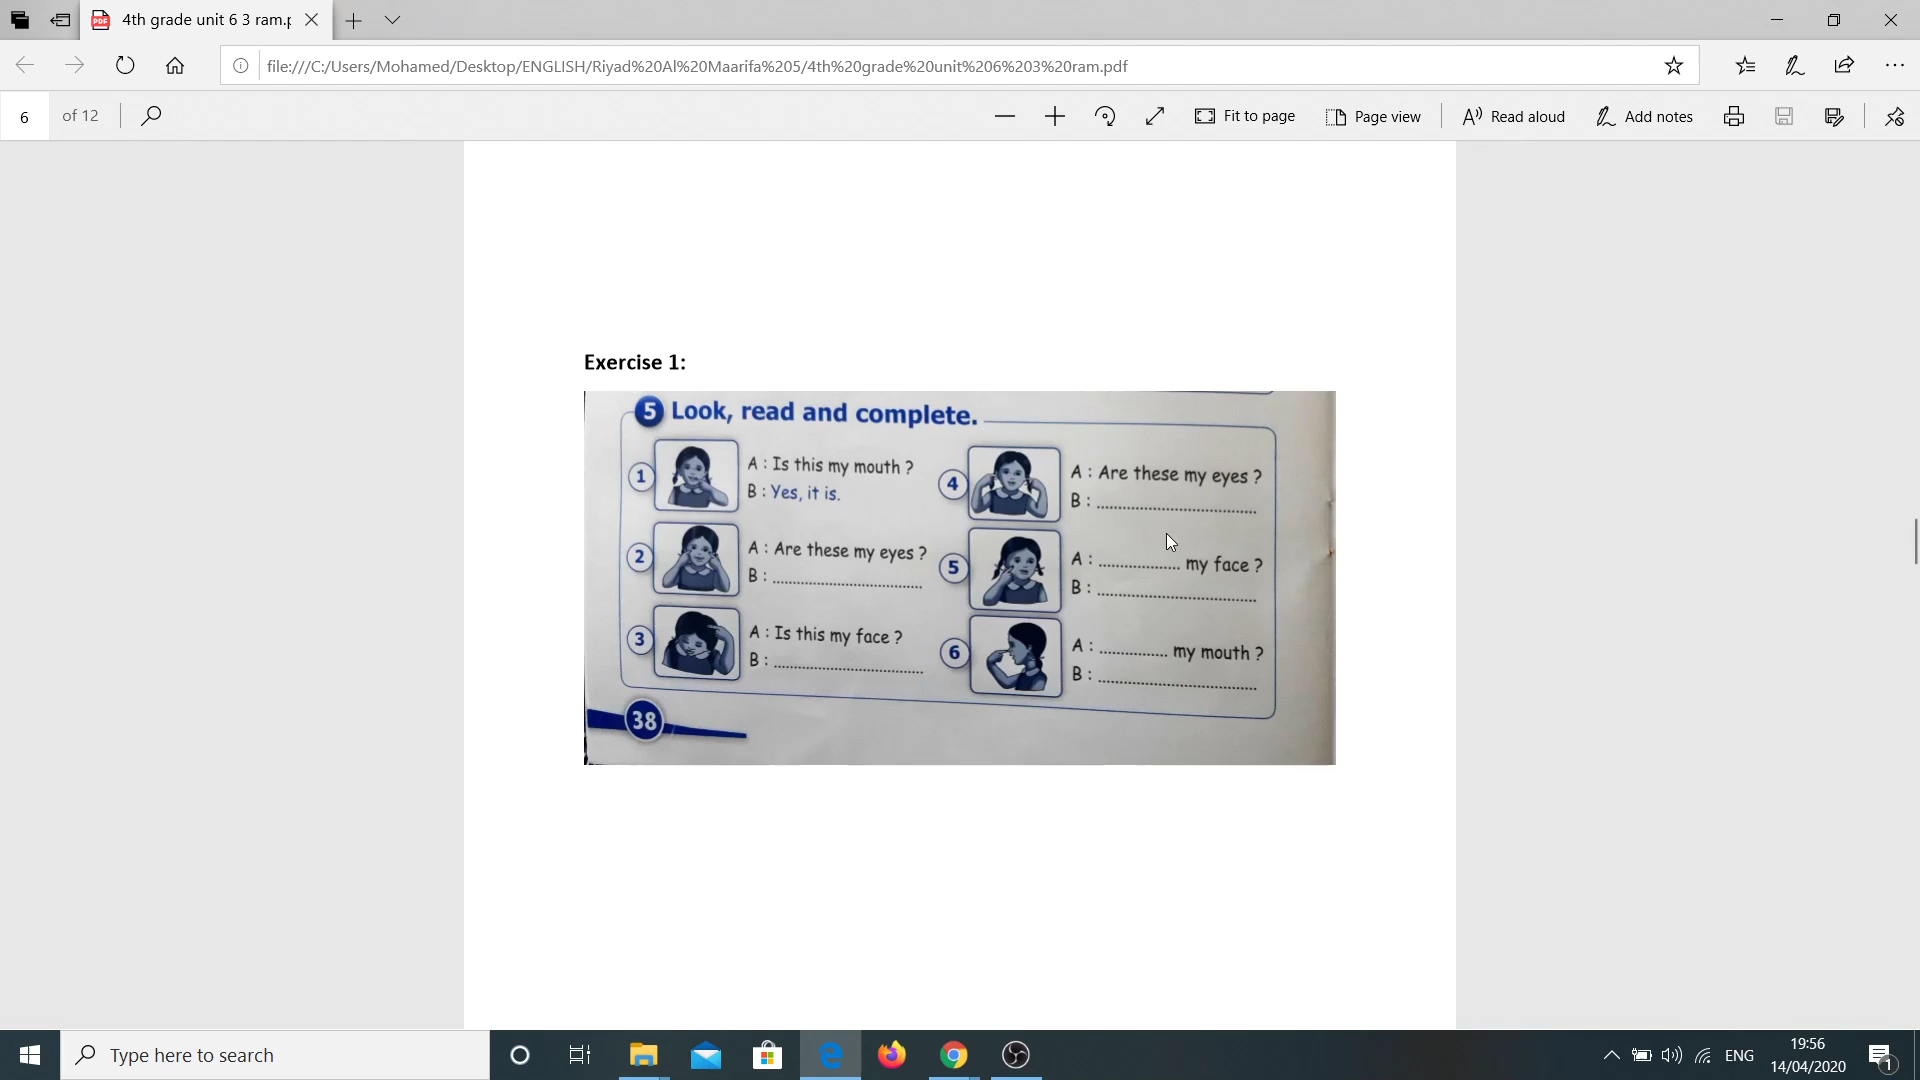 4th grade unit 6 3 ram.p
file:///C:/Users/Mohamed/Desktop/ENGLISH/Riyad%20Al%20Maarifa%205/4th%20grade%20unit%206%203%20ram.pdf
6 of 12
Fit to page
Page view
Read aloud
Add notes
Exercise 1:
5 Look, read and complete.
1
A : Is this my mouth ?
B : Yes, it is.
2
A : Are these my eyes ?
B : ..............................
3
A : Is this my face ?
B : ..............................
4
A : Are these my eyes ?
B : ..............................
5
A : ................ my face ?
B : ..............................
6
A : .............. my mouth ?
B : ..............................
38
Type here to search
ENG
19:56
14/04/2020
1